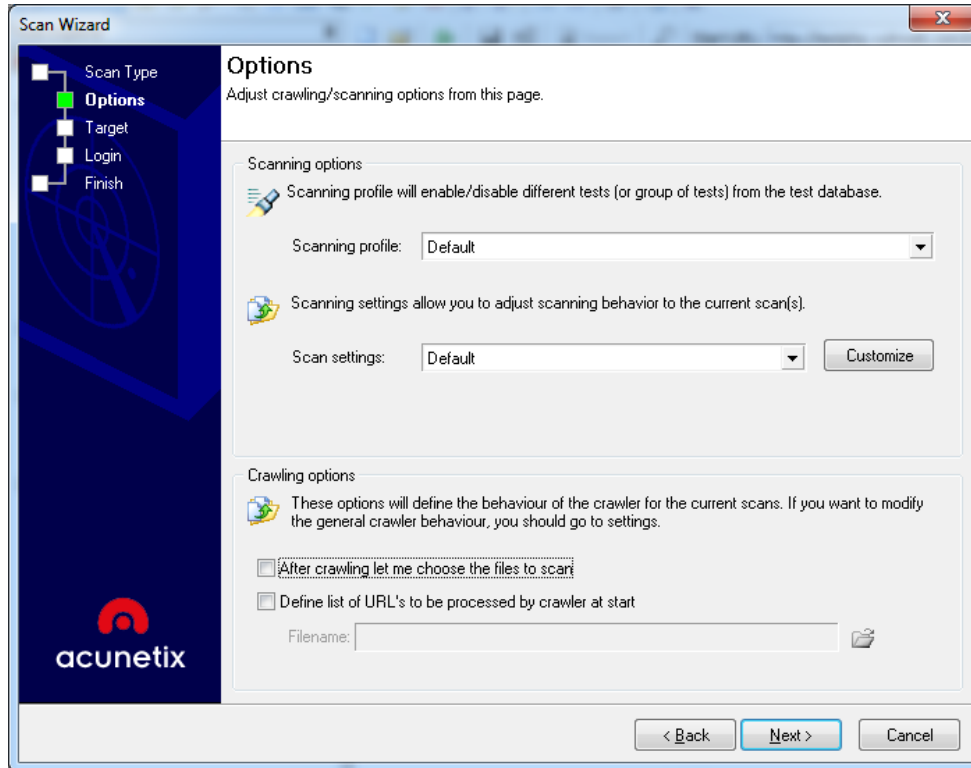 Scan Wizard
Scan Type
Options
Target
Login
Finish
acunetix
Options
Adjust crawling/scanning options from this page.
Scanning options
Scanning profile will enable/disable different tests (or group of tests) from the test database.
Scanning profile: Default
Scanning settings allow you to adjust scanning behavior to the current scan(s).
Scan settings: Default Customize
Crawling options
These options will define the behaviour of the crawler for the current scans. If you want to modify
the general crawler behaviour, you should go to settings.
After crawling let me choose the files to scan
Define list of URL's to be processed by crawler at start
Filename:
< Back Next > Cancel